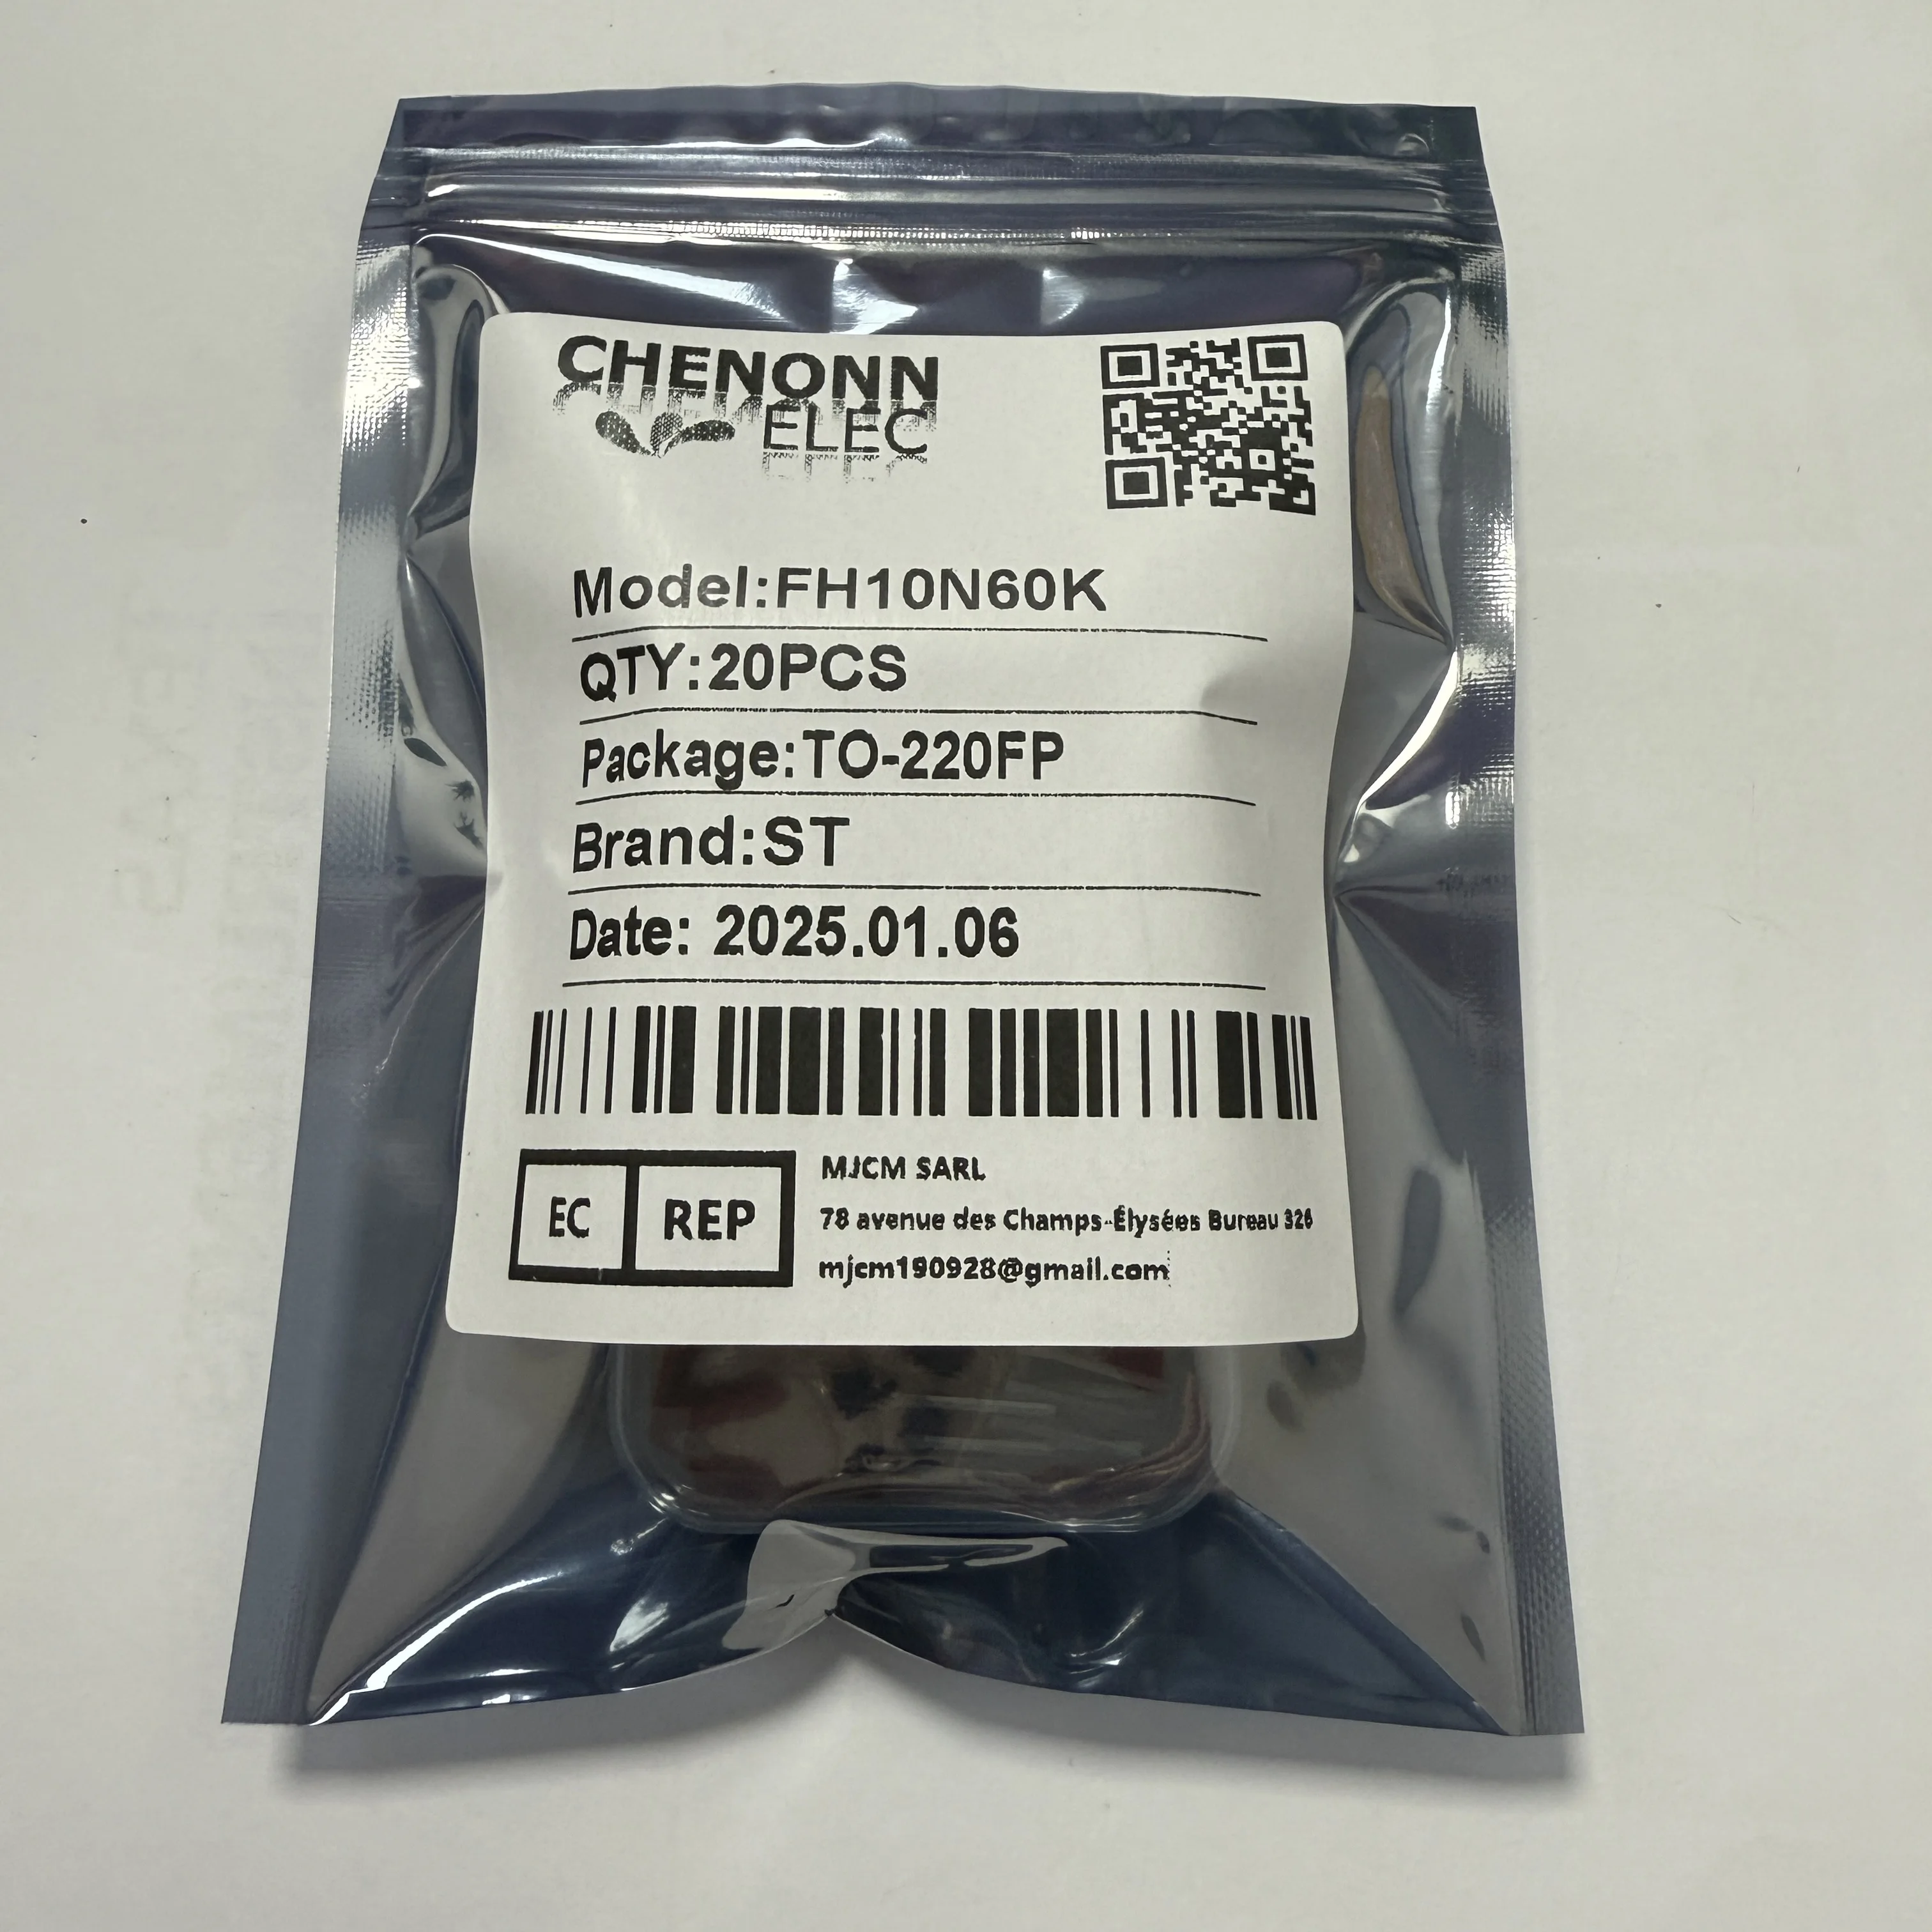 CHENONN
ELEC
Model:FH10N60K
QTY:20PCS
Package:TO-220FP
Brand:ST
Date: 2025.01.06
EC REP
MJCM SARL
78 avenue des Champs-Élysées Bureau 326
mjcm190928@gmail.com